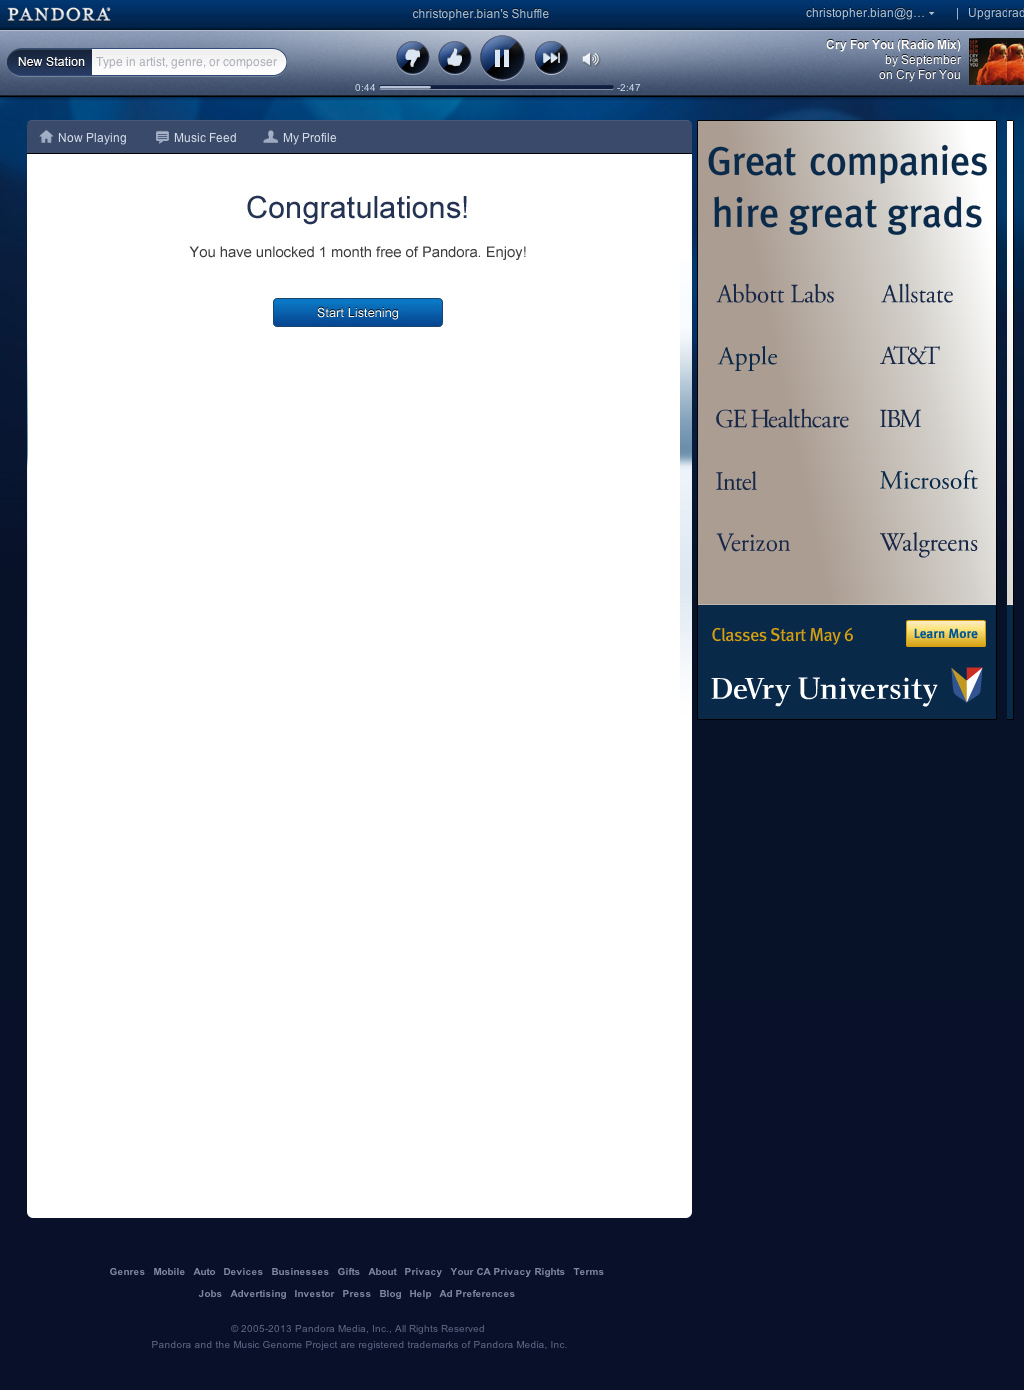 PANDORA
christopher.bian's Shuffle
christopher.bian@g...
|
New Station
Type in artist, genre, or composer
0:44
-2:47
Cry For You (Radio Mix)
by September
on Cry For You
Now Playing
Music Feed
My Profile
Congratulations!
You have unlocked 1 month free of Pandora. Enjoy!
Start Listening
Great companies
hire great grads
Abbott Labs
Allstate
Apple
AT&T
GE Healthcare
IBM
Intel
Microsoft
Verizon
Walgreens
Classes Start May 6
Learn More
DeVry University
Genres Mobile Auto Devices Businesses Gifts About Privacy Your CA Privacy Rights Terms
Jobs Advertising Investor Press Blog Help Ad Preferences
© 2005-2013 Pandora Media, Inc., All Rights Reserved
Pandora and the Music Genome Project are registered trademarks of Pandora Media, Inc.